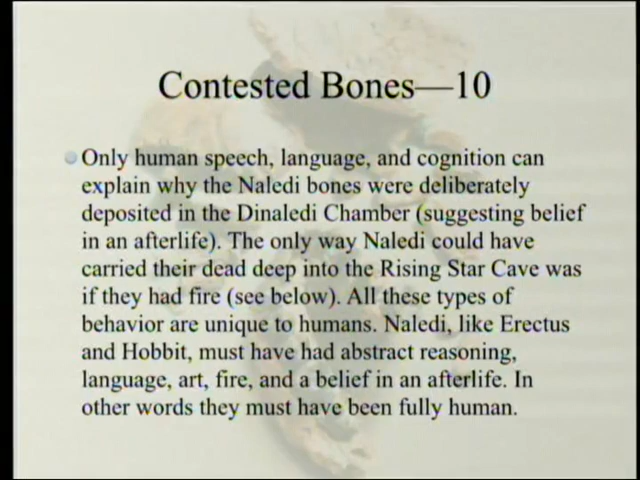 Contested Bones—10
Only human speech, language, and cognition can
explain why the Naledi bones were deliberately
deposited in the Dinaledi Chamber (suggesting belief
in an afterlife). The only way Naledi could have
carried their dead deep into the Rising Star Cave was
if they had fire (see below). All these types of
behavior are unique to humans. Naledi, like Erectus
and Hobbit, must have had abstract reasoning,
language, art, fire, and a belief in an afterlife. In
other words they must have been fully human.